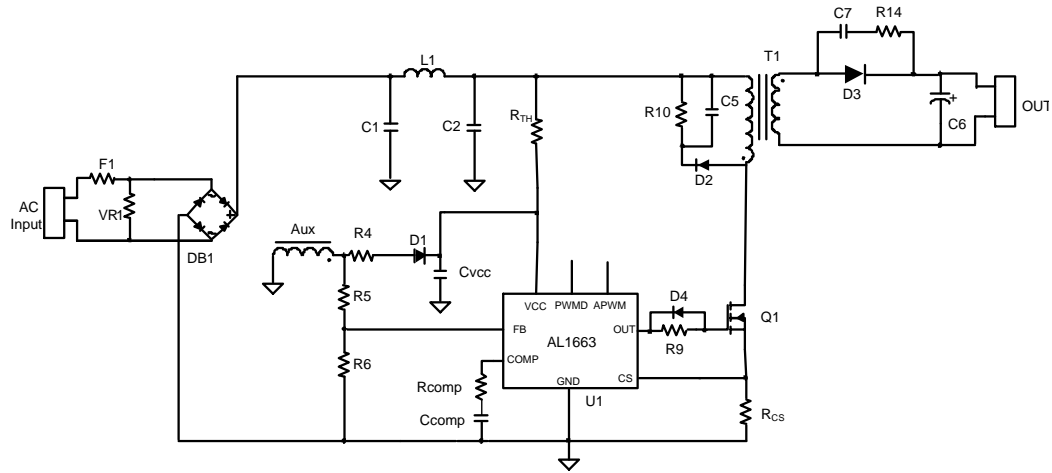 C7
R14
L1
T1
D3
R10
C5
C1
C2
RTH
C6
+
OUT
F1
D2
AC
Input
VR1
~
+
~
-
DB1
Aux
R4
D1
Cvcc
R5
VCC
PWMD
APWM
D4
FB
OUT
Q1
AL1663
R9
R6
COMP
Rcomp
GND
CS
U1
Ccomp
RCS